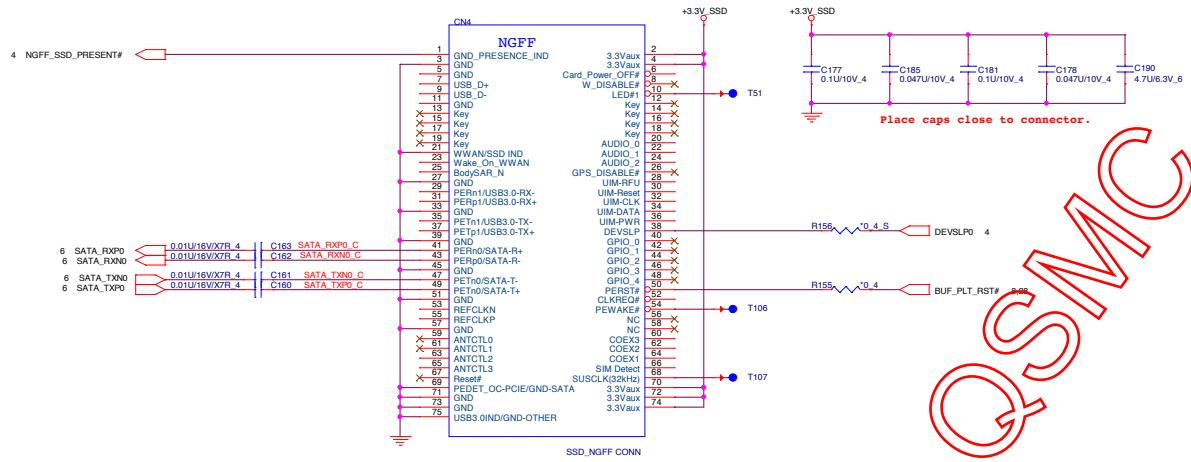 +3.3V_SSD
+3.3V_SSD
CN4
NGFF
4 NGFF_SSD_PRESENT#
1 GND_PRESENCE_IND 3.3Vaux 2
3 GND 3.3Vaux 4
5 GND Card_Power_OFF# 6
7 USB_D+ W_DISABLE# 8
9 USB_D- LED#1 10 T51
11 GND Key 12
13 Key Key 14
15 Key Key 16
17 Key Key 18
19 Key AUDIO_0 20
21 WWAN/SSD IND AUDIO_1 22
23 Wake_On_WWAN AUDIO_2 24
25 BodySAR_N GPS_DISABLE# 26
27 GND UIM-RFU 28
29 PERn1/USB3.0-RX- UIM-Reset 30
31 PERp1/USB3.0-RX+ UIM-CLK 32
33 GND UIM-DATA 34
35 PETn1/USB3.0-TX- UIM-PWR 36
37 PETp1/USB3.0-TX+ DEVSLP 38 R156 *0_4_S DEVSLP0 4
39 GND GPIO_0 40
6 SATA_RXP0 0.01U/16V/X7R_4 C163 SATA_RXP0_C 41 PERn0/SATA-R+ GPIO_1 42
6 SATA_RXN0 0.01U/16V/X7R_4 C162 SATA_RXN0_C 43 PERp0/SATA-R- GPIO_2 44
45 GND GPIO_3 46
6 SATA_TXN0 0.01U/16V/X7R_4 C161 SATA_TXN0_C 47 PETn0/SATA-T- GPIO_4 48
6 SATA_TXP0 0.01U/16V/X7R_4 C160 SATA_TXP0_C 49 PETn0/SATA-T+ PERST# 50 R155 *0_4 BUF_PLT_RST#
51 GND CLKREQ# 52
53 REFCLKN PEWAKE# 54 T106
55 REFCLKP NC 56
57 GND NC 58
59 ANTCTL0 COEX3 60
61 ANTCTL1 COEX2 62
63 ANTCTL2 COEX1 64
65 ANTCTL3 SIM Detect 66
67 Reset# SUSCLK(32kHz) 68 T107
69 PEDET_OC-PCIE/GND-SATA 3.3Vaux 70
71 GND 3.3Vaux 72
73 GND 3.3Vaux 74
75 USB3.0IND/GND-OTHER
SSD_NGFF CONN
C177 C185 C181 C178 C190
0.1U/10V_4 0.047U/10V_4 0.1U/10V_4 0.047U/10V_4 4.7U/6.3V_6
Place caps close to connector.
QSMC